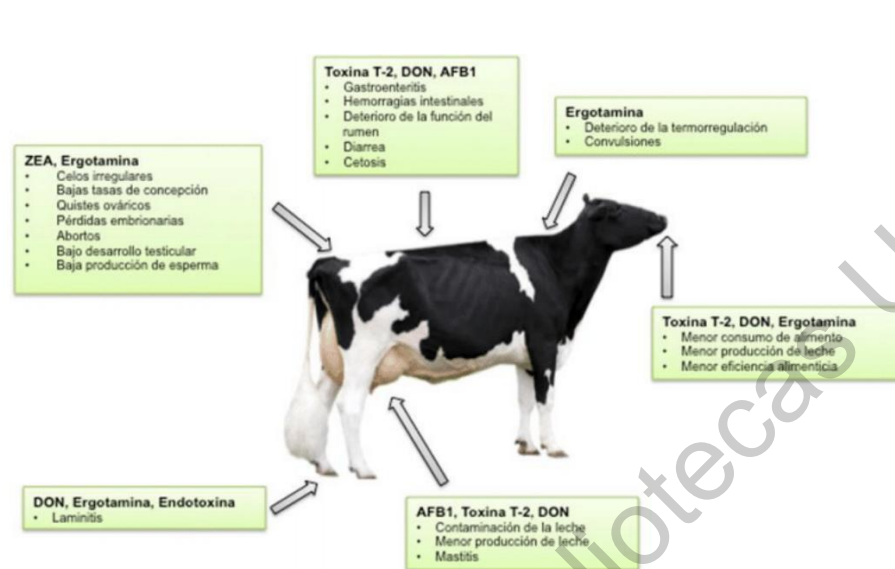 Toxina T-2, DON, AFB1
• Gastroenteritis
• Hemorragias intestinales
• Deterioro de la función del
rumen
• Diarrea
Cetosis
Ergotamina
• Deterioro de la termorregulación
• Convulsiones
ZEA, Ergotamina
• Celos irregulares
• Bajas tasas de concepción
• Quistes ováricos
• Pérdidas embrionarias
• Abortos
• Bajo desarrollo testicular
• Baja producción de esperma
Toxina T-2, DON, Ergotamina
• Menor consumo de alimento
• Menor producción de leche
• Menor eficiencia alimenticia
DON, Ergotamina, Endotoxina
• Laminitis
AFB1, Toxina T-2, DON
• Contaminación de la leche
• Menor producción de leche
• Mastitis
liotecas U